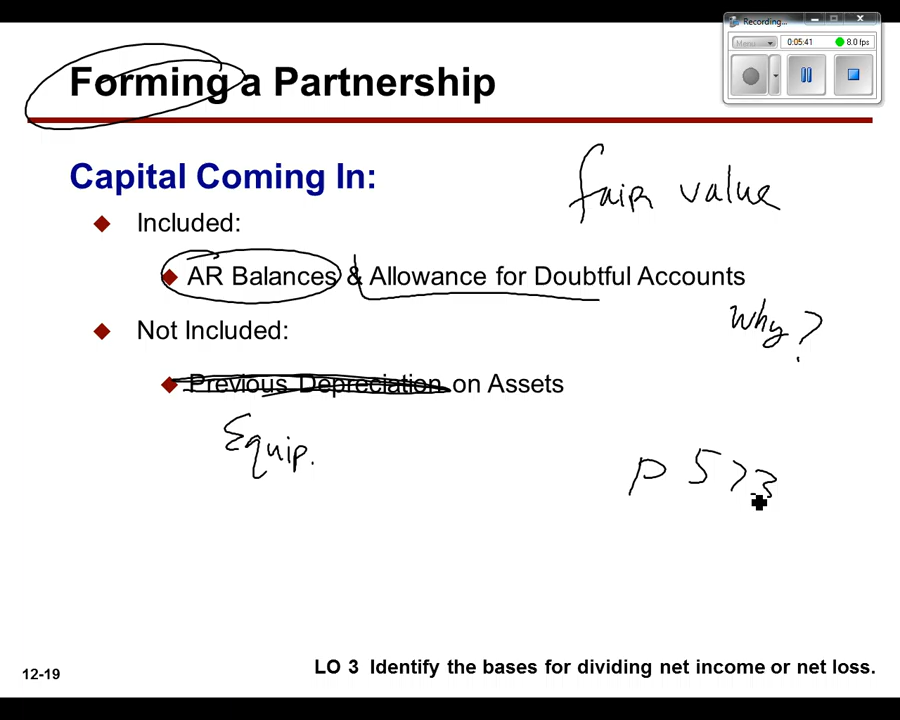 Recording...
Menu
0:05:41
8.0 fps
Forming a Partnership
Capital Coming In:
fair value
Included:
AR Balances & Allowance for Doubtful Accounts
Why?
Not Included:
Previous Depreciation on Assets
Equip.
p 573
12-19
LO 3 Identify the bases for dividing net income or net loss.